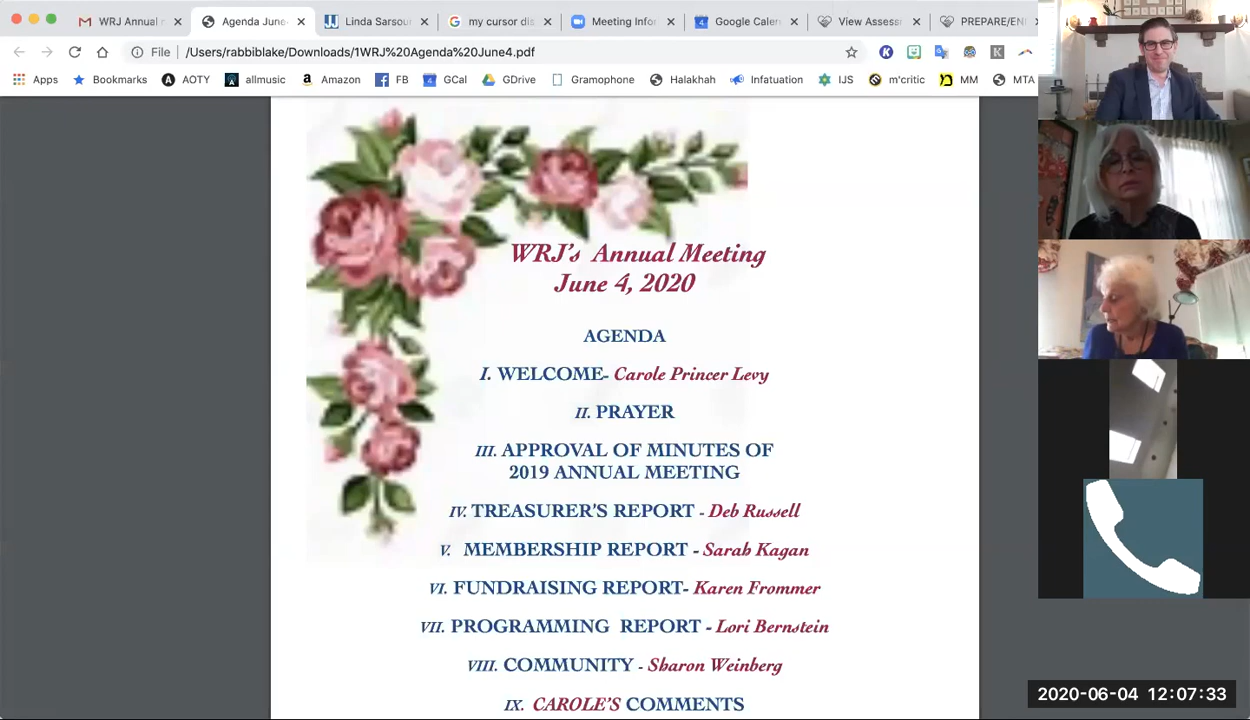 WRJ Annual r
Agenda June-
Linda Sarsou
my cursor dis
Meeting Infor
Google Calen
View Assess
PREPARE/EN
File
/Users/rabbiblake/Downloads/1WRJ%20Agenda%20June4.pdf
Apps
Bookmarks
AOTY
allmusic
Amazon
FB
GCal
GDrive
Gramophone
Halakhah
Infatuation
IJS
m'critic
MM
MTA
WRJ's Annual Meeting
June 4, 2020
AGENDA
I. WELCOME- Carole Princer Levy
II. PRAYER
III. APPROVAL OF MINUTES OF
2019 ANNUAL MEETING
IV. TREASURER'S REPORT - Deb Russell
V. MEMBERSHIP REPORT - Sarah Kagan
VI. FUNDRAISING REPORT- Karen Frommer
VII. PROGRAMMING REPORT - Lori Bernstein
VIII. COMMUNITY - Sharon Weinberg
IX. CAROLE'S COMMENTS
2020-06-04 12:07:33